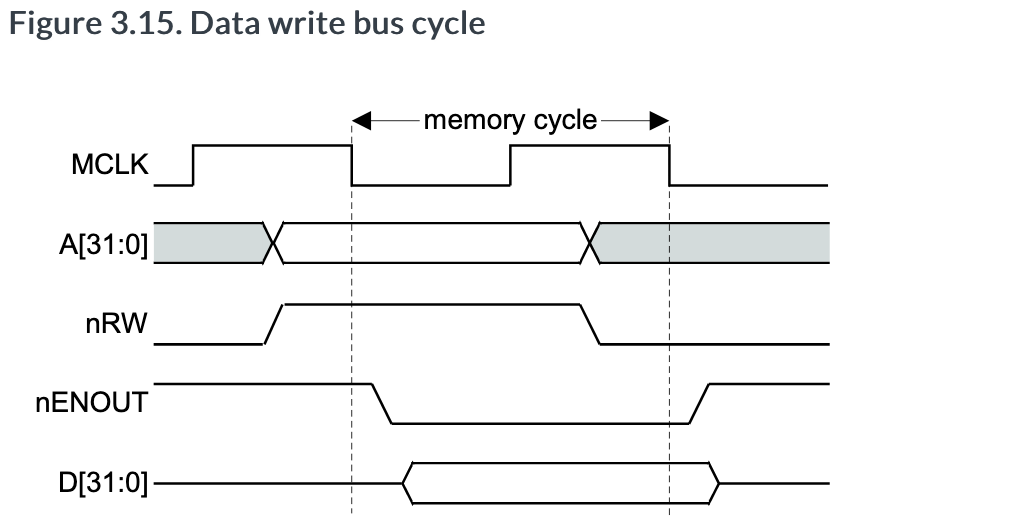 Figure 3.15. Data write bus cycle
memory cycle
MCLK
A[31:0]
nRW
nENOUT
D[31:0]